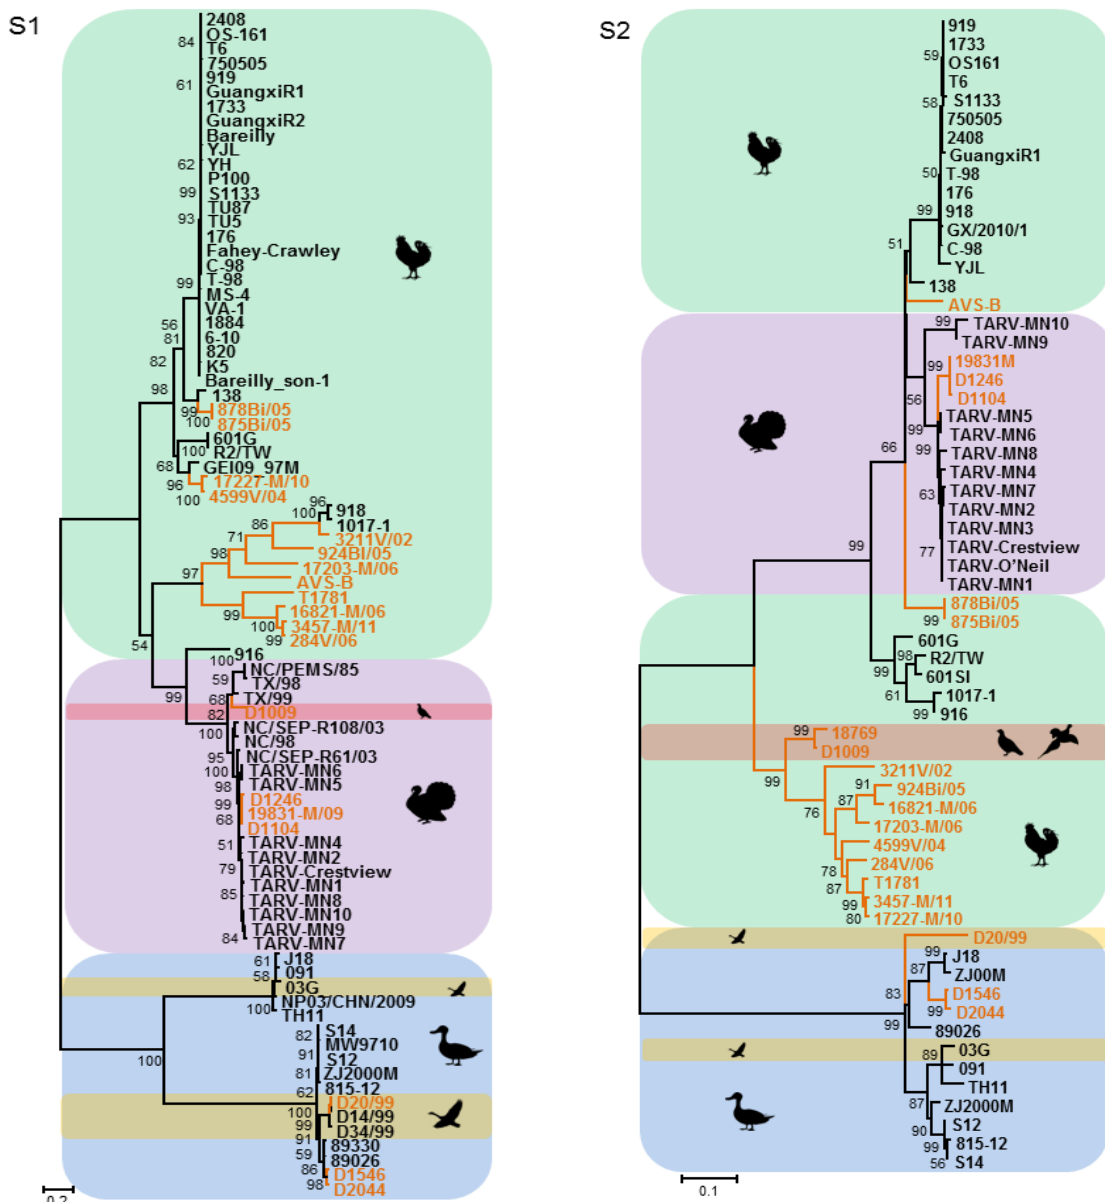 S1
2408
84
OS-161
T6
750505
919
61
GuangxiR1
1733
GuangxiR2
Bareilly
YJL
62
YH
P100
99
S1133
TU87
93
TU5
176
Fahey-Crawley
C-98
99
T-98
MS-4
VA-1
56
1884
81
6-10
820
82
K5
Bareilly_son-1
98
138
99
878Bi/05
100
875Bi/05
601G
100
R2/TW
68
GEI09_97M
96
17227-M/10
100
4599V/04
96
918
100
1017-1
86
3211V/02
71
924BI/05
98
17203-M/06
97
AVS-B
T1781
99
16821-M/06
100
3457-M/11
99
284V/06
54
916
100
NC/PEMS/85
59
TX/98
99
68
TX/99
82
D1009
100
NC/SEP-R108/03
NC/98
95
NC/SEP-R61/03
100
TARV-MN6
98
TARV-MN5
99
D1246
68
19831-M/09
D1104
51
TARV-MN4
TARV-MN2
79
TARV-Crestview
85
TARV-MN1
TARV-MN8
TARV-MN10
84
TARV-MN9
TARV-MN7
61
J18
58
091
03G
100
NP03/CHN/2009
TH11
82
S14
MW9710
91
S12
100
81
ZJ2000M
62
815-12
100
D20/99
99
D14/99
91
D34/99
59
89330
86
89026
98
D1546
D2044
0.2
S2
919
1733
59
OS161
T6
58
S1133
750505
2408
GuangxiR1
50
T-98
176
99
918
GX/2010/1
51
C-98
YJL
138
AVS-B
99
TARV-MN10
TARV-MN9
99
19831M
D1246
56
D1104
99
TARV-MN5
TARV-MN6
99
TARV-MN8
66
TARV-MN4
63
TARV-MN7
TARV-MN2
TARV-MN3
99
77
TARV-Crestview
TARV-O'Neil
TARV-MN1
878Bi/05
99
875Bi/05
601G
98
R2/TW
99
601SI
61
1017-1
99
916
99
18769
D1009
99
3211V/02
91
924Bi/05
87
16821-M/06
76
17203-M/06
4599V/04
78
284V/06
87
T1781
99
3457-M/11
80
17227-M/10
D20/99
99
J18
87
ZJ00M
83
D1546
99
D2044
99
89026
89
03G
091
TH11
87
ZJ2000M
90
S12
99
815-12
56
S14
0.1